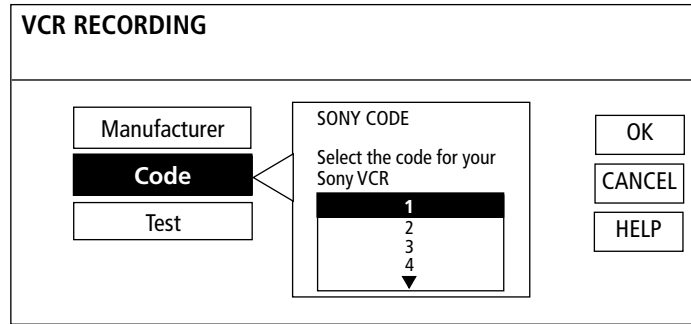 VCR RECORDING
Manufacturer
Code
Test
SONY CODE
Select the code for your
Sony VCR
1
2
3
4
OK
CANCEL
HELP